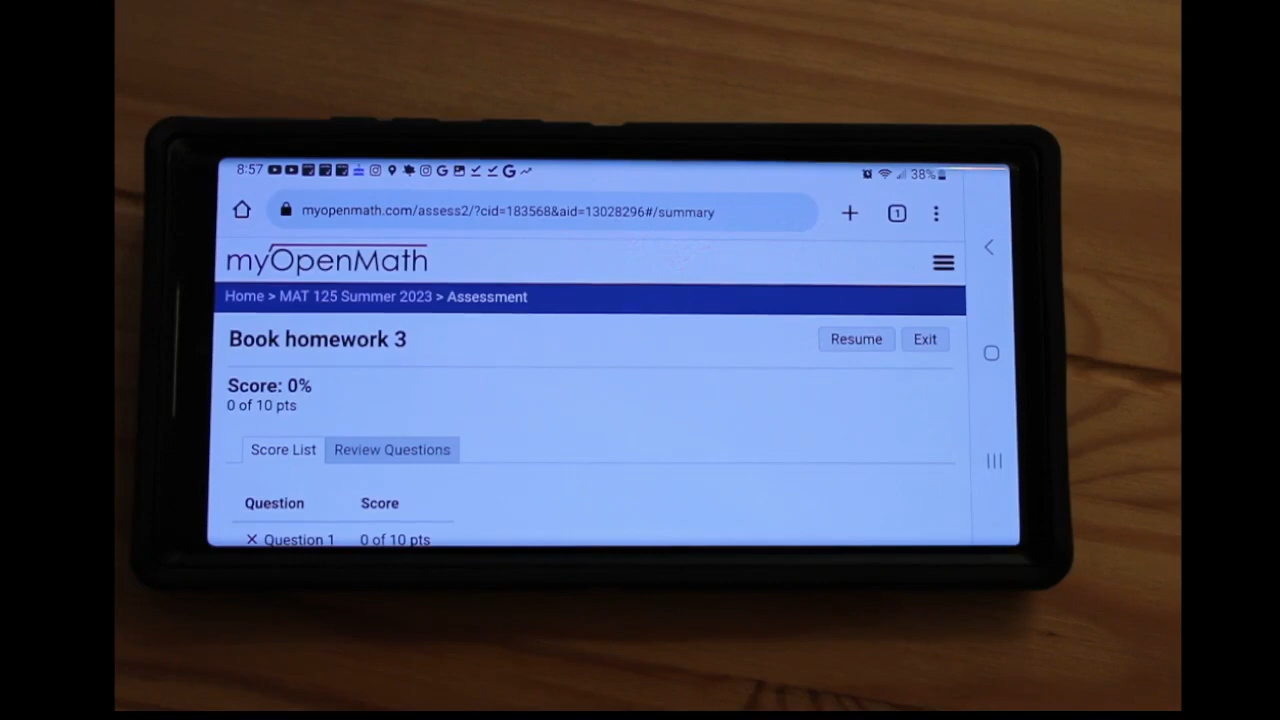 8:57
38%
myopenmath.com/assess2/?cid=183568&aid=13028296#/summary
1
myOpenMath
Home > MAT 125 Summer 2023 > Assessment
Book homework 3
Resume Exit
Score: 0%
0 of 10 pts
Score List Review Questions
Question Score
× Question 1 0 of 10 pts